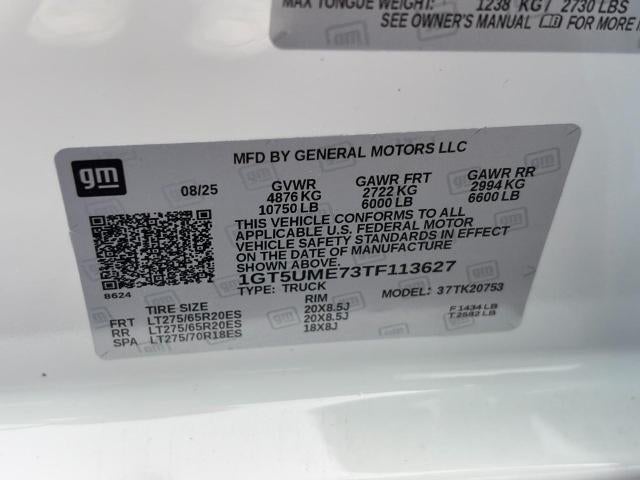 MAX TONGUE WEIGHT: 1238 KG / 2730 LBS
SEE OWNER'S MANUAL FOR MORE
gm
MFD BY GENERAL MOTORS LLC
08/25
GVWR GAWR FRT GAWR RR
4876 KG 2722 KG 2994 KG
10750 LB 6000 LB 6600 LB
THIS VEHICLE CONFORMS TO ALL
APPLICABLE U.S. FEDERAL MOTOR
VEHICLE SAFETY STANDARDS IN EFFECT
ON THE DATE OF MANUFACTURE
SHOWN ABOVE.
1GT5UME73TF113627
TYPE: TRUCK MODEL: 37TK20753
8624
TIRE SIZE RIM
FRT LT275/65R20ES 20X8.5J F 1434 LB
RR LT275/65R20ES 20X8.5J T 2582 LB
SPA LT275/70R18ES 18X8J